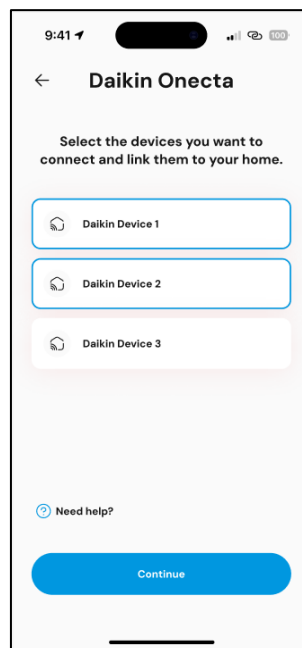 9:41
100
Daikin Onecta
Select the devices you want to
connect and link them to your home.
Daikin Device 1
Daikin Device 2
Daikin Device 3
Need help?
Continue